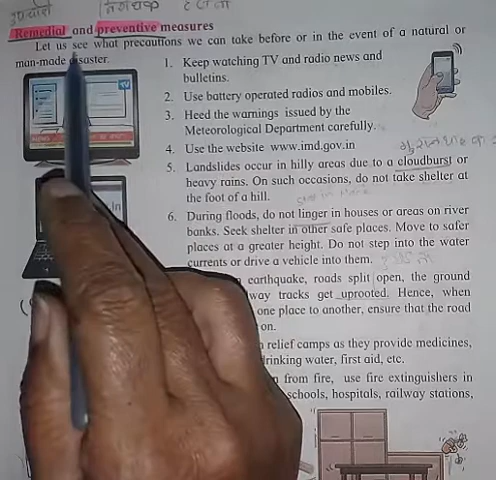 Remedial and preventive measures
Let us see what precautions we can take before or in the event of a natural or
man-made disaster.
TV
1. Keep watching TV and radio news and
bulletins.
2. Use battery operated radios and mobiles.
3. Heed the warnings issued by the
Meteorological Department carefully.
4. Use the website www.imd.gov.in
5. Landslides occur in hilly areas due to a cloudburst or
heavy rains. On such occasions, do not take shelter at
the foot of a hill.
6. During floods, do not linger in houses or areas on river
banks. Seek shelter in other safe places. Move to safer
places at a greater height. Do not step into the water
currents or drive a vehicle into them.
earthquake, roads split open, the ground
way tracks get uprooted. Hence, when
one place to another, ensure that the road
on.
relief camps as they provide medicines,
drinking water, first aid, etc.
from fire, use fire extinguishers in
schools, hospitals, railway stations,